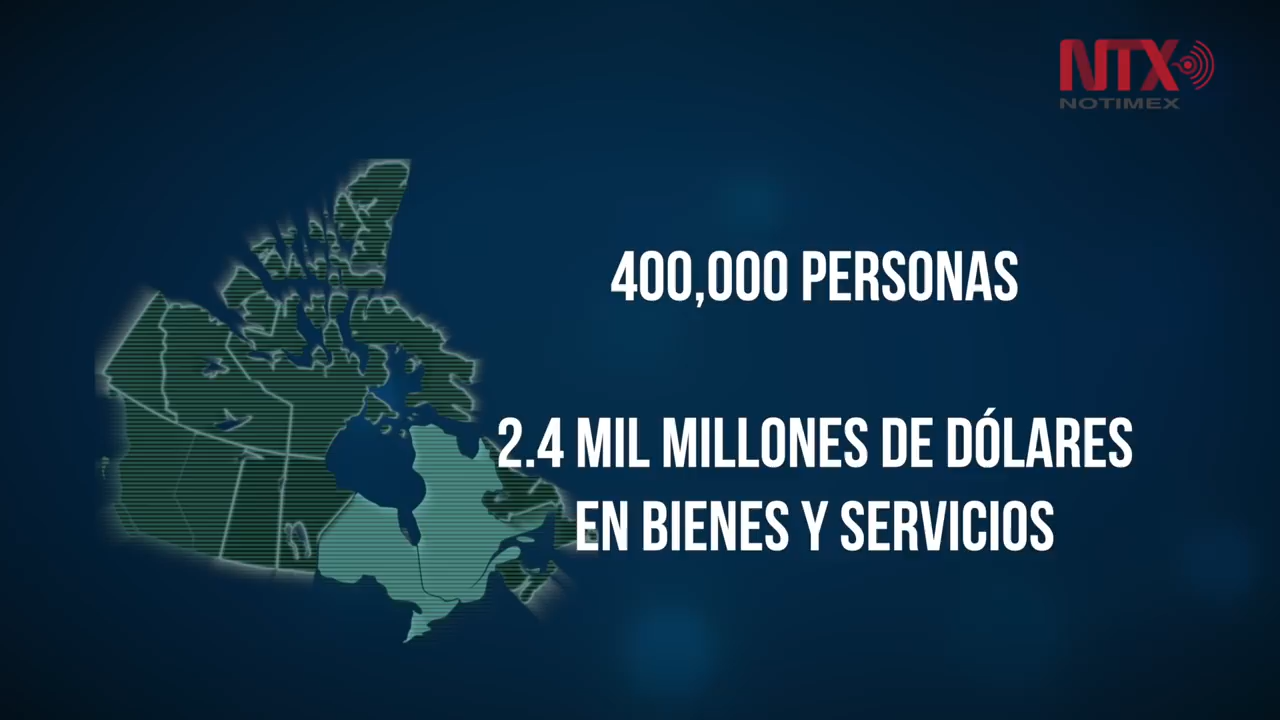 NTX
NOTIMEX
400,000 PERSONAS
2.4 MIL MILLONES DE DÓLARES
EN BIENES Y SERVICIOS